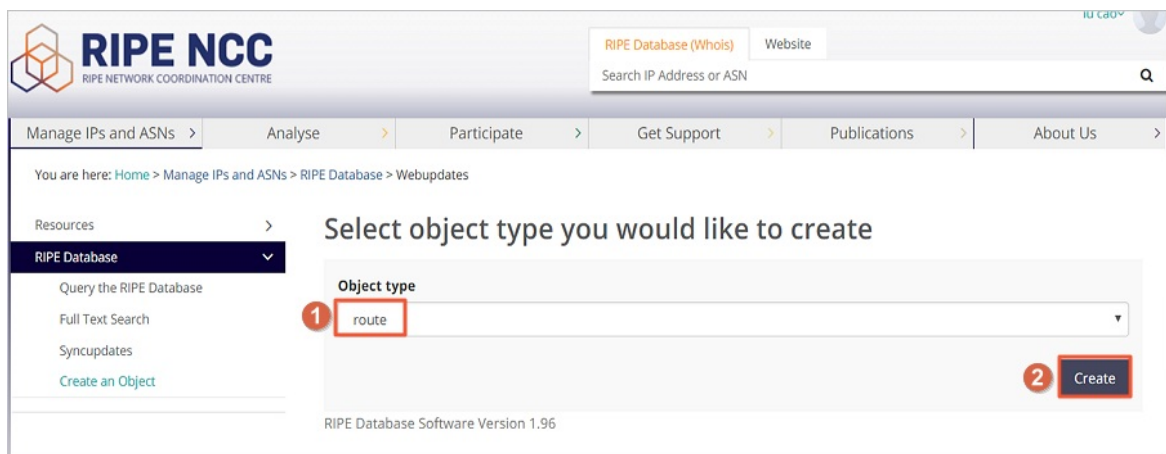 iu cao
RIPE NCC
RIPE NETWORK COORDINATION CENTRE
RIPE Database (Whois) Website
Search IP Address or ASN
Manage IPs and ASNs > Analyse > Participate > Get Support > Publications > About Us >
You are here: Home > Manage IPs and ASNs > RIPE Database > Webupdates
Resources >
RIPE Database
Query the RIPE Database
Full Text Search
Syncupdates
Create an Object
Select object type you would like to create
Object type
1 route
2 Create
RIPE Database Software Version 1.96